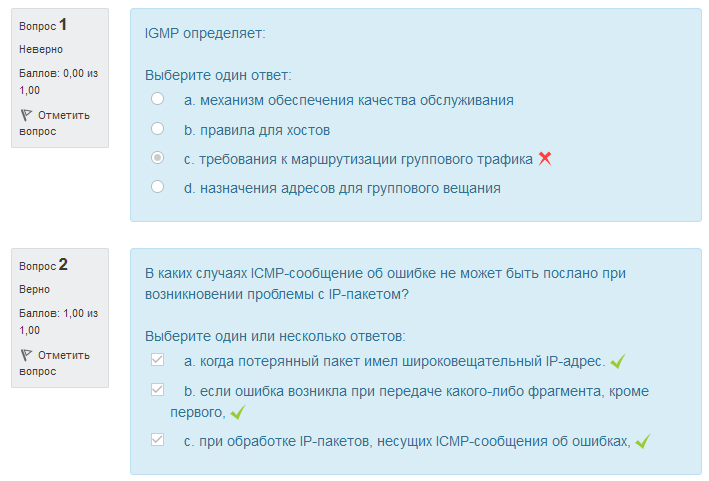 Вопрос 1
Неверно
Баллов: 0,00 из
1,00
Отметить
вопрос
IGMP определяет:
Выберите один ответ:
a. механизм обеспечения качества обслуживания
b. правила для хостов
c. требования к маршрутизации группового трафика
d. назначения адресов для группового вещания
Вопрос 2
Верно
Баллов: 1,00 из
1,00
Отметить
вопрос
В каких случаях ICMP-сообщение об ошибке не может быть послано при
возникновении проблемы с IP-пакетом?
Выберите один или несколько ответов:
a. когда потерянный пакет имел широковещательный IP-адрес.
b. если ошибка возникла при передаче какого-либо фрагмента, кроме
первого,
c. при обработке IP-пакетов, несущих ICMP-сообщения об ошибках,